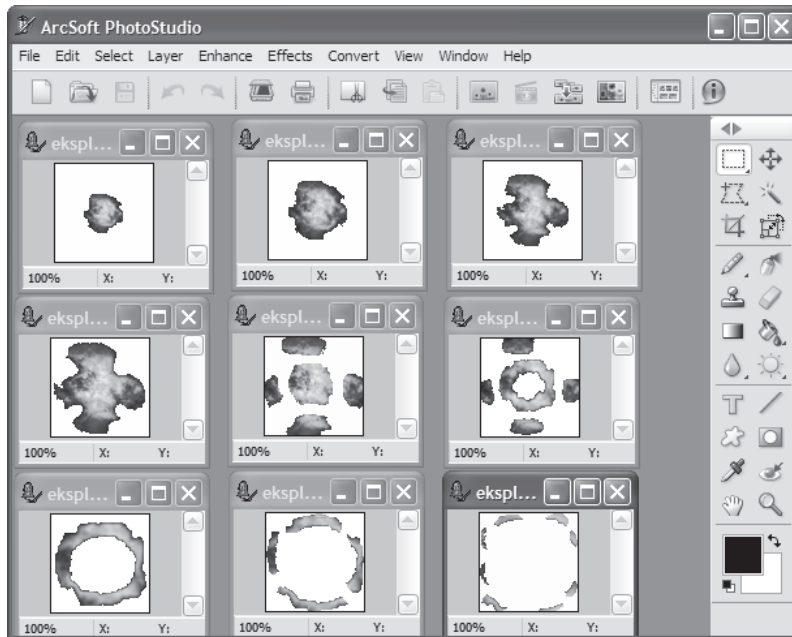 ArcSoft PhotoStudio
File Edit Select Layer Enhance Effects Convert View Window Help
ekspl... ekspl... ekspl...
100% X: Y: 100% X: Y: 100% X: Y:
ekspl... ekspl... ekspl...
100% X: Y: 100% X: Y: 100% X: Y:
ekspl... ekspl... ekspl...
100% X: Y: 100% X: Y: 100% X: Y: